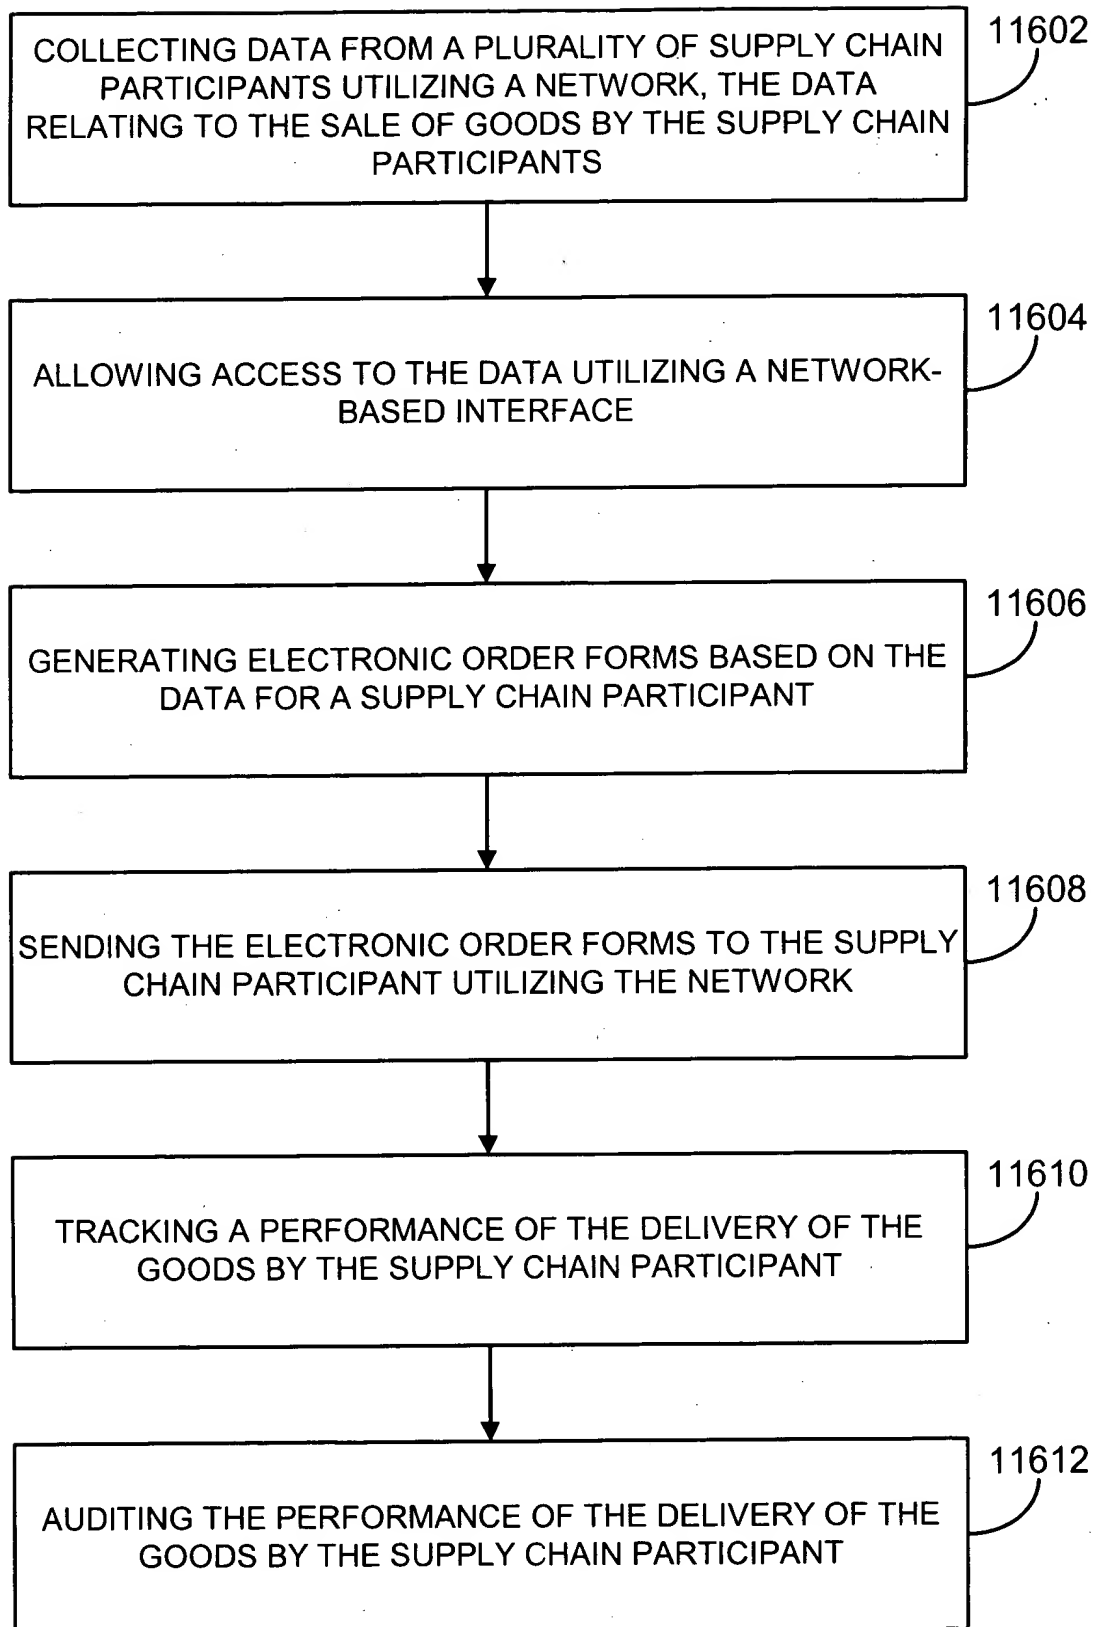 11602
COLLECTING DATA FROM A PLURALITY OF SUPPLY CHAIN
PARTICIPANTS UTILIZING A NETWORK, THE DATA
RELATING TO THE SALE OF GOODS BY THE SUPPLY CHAIN
PARTICIPANTS
11604
ALLOWING ACCESS TO THE DATA UTILIZING A NETWORK-
BASED INTERFACE
11606
GENERATING ELECTRONIC ORDER FORMS BASED ON THE
DATA FOR A SUPPLY CHAIN PARTICIPANT
11608
SENDING THE ELECTRONIC ORDER FORMS TO THE SUPPLY
CHAIN PARTICIPANT UTILIZING THE NETWORK
11610
TRACKING A PERFORMANCE OF THE DELIVERY OF THE
GOODS BY THE SUPPLY CHAIN PARTICIPANT
11612
AUDITING THE PERFORMANCE OF THE DELIVERY OF THE
GOODS BY THE SUPPLY CHAIN PARTICIPANT